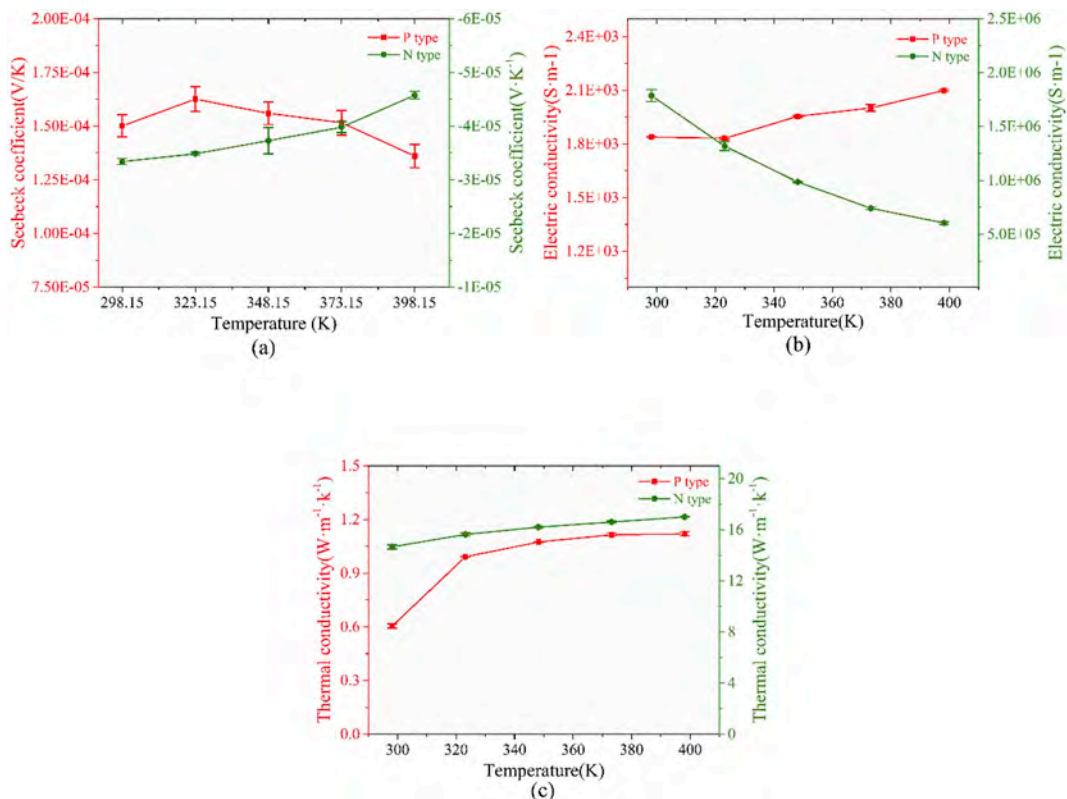 2.00E-04
1.75E-04
1.50E-04
1.25E-04
1.00E-04
7.50E-05
Seebeck coefficient(V/K)
P type
N type
-6E-05
-5E-05
-4E-05
-3E-05
-2E-05
-1E-05
Seebeck coefficient(V·K⁻¹)
298.15 323.15 348.15 373.15 398.15
Temperature (K)
(a)
2.4E+03
2.1E+03
1.8E+03
1.5E+03
1.2E+03
Electric conductivity(S·m-1)
P type
N type
2.5E+06
2.0E+06
1.5E+06
1.0E+06
5.0E+05
Electric conductivity(S·m-1)
300 320 340 360 380 400
Temperature(K)
(b)
1.5
1.2
0.9
0.6
0.3
0.0
Thermal conductivity(W·m⁻¹·k⁻¹)
P type
N type
20
16
12
8
4
0
Thermal conductivity(W·m⁻¹·k⁻¹)
300 320 340 360 380 400
Temperature(K)
(c)